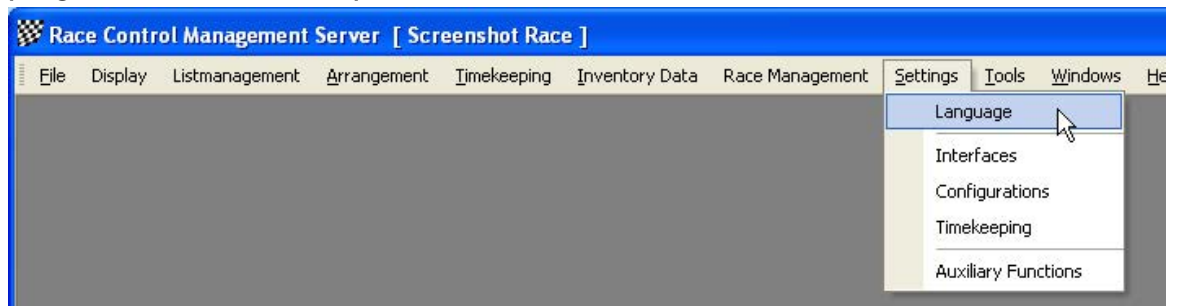 Race Control Management Server [ Screenshot Race ]
File Display Listmanagement Arrangement Timekeeping Inventory Data Race Management Settings Tools Windows He
Language
Interfaces
Configurations
Timekeeping
Auxiliary Functions